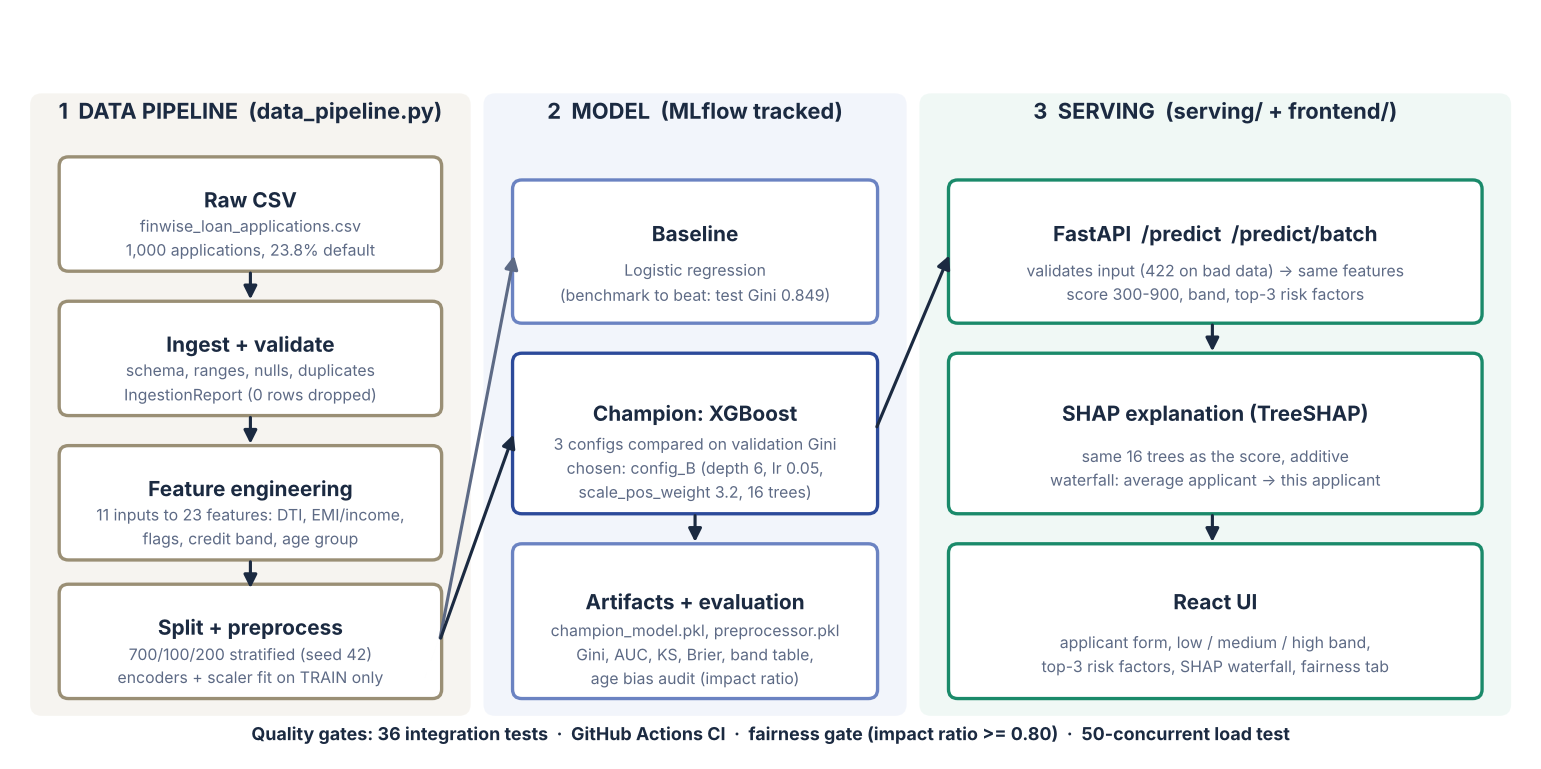 1 DATA PIPELINE (data_pipeline.py)
Raw CSV
finwise_loan_applications.csv
1,000 applications, 23.8% default
Ingest + validate
schema, ranges, nulls, duplicates
IngestionReport (0 rows dropped)
Feature engineering
11 inputs to 23 features: DTI, EMI/income,
flags, credit band, age group
Split + preprocess
700/100/200 stratified (seed 42)
encoders + scaler fit on TRAIN only
2 MODEL (MLflow tracked)
Baseline
Logistic regression
(benchmark to beat: test Gini 0.849)
Champion: XGBoost
3 configs compared on validation Gini
chosen: config_B (depth 6, lr 0.05,
scale_pos_weight 3.2, 16 trees)
Artifacts + evaluation
champion_model.pkl, preprocessor.pkl
Gini, AUC, KS, Brier, band table,
age bias audit (impact ratio)
3 SERVING (serving/ + frontend/)
FastAPI /predict /predict/batch
validates input (422 on bad data) → same features
score 300-900, band, top-3 risk factors
SHAP explanation (TreeSHAP)
same 16 trees as the score, additive
waterfall: average applicant → this applicant
React UI
applicant form, low / medium / high band,
top-3 risk factors, SHAP waterfall, fairness tab
Quality gates: 36 integration tests · GitHub Actions CI · fairness gate (impact ratio >= 0.80) · 50-concurrent load test